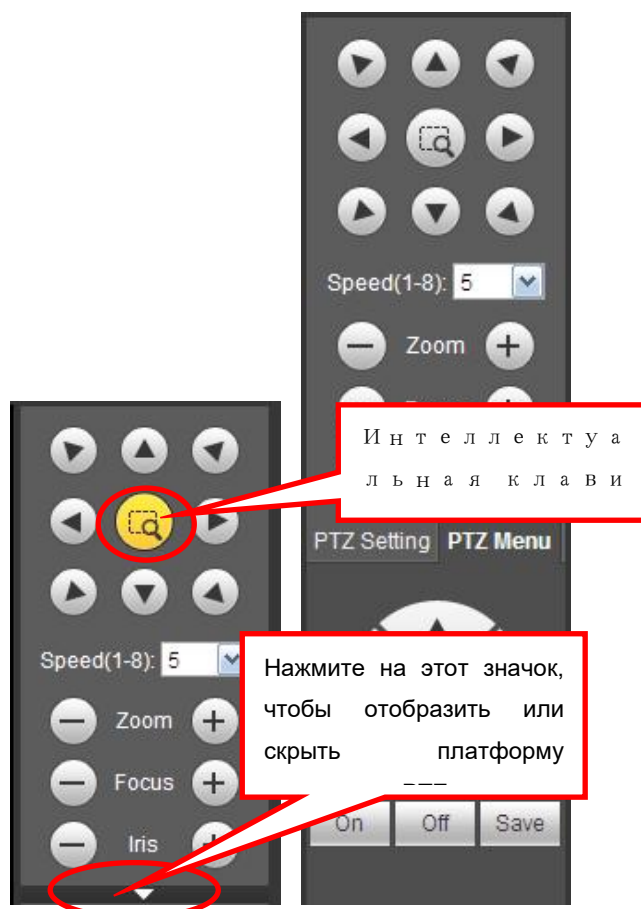 Speed(1-8): 5
Zoom
Интеллектуа
льная клави
PTZ Setting PTZ Menu
Speed(1-8): 5
Zoom
Focus
Iris
Нажмите на этот значок,
чтобы отобразить или
скрыть платформу
On Off Save